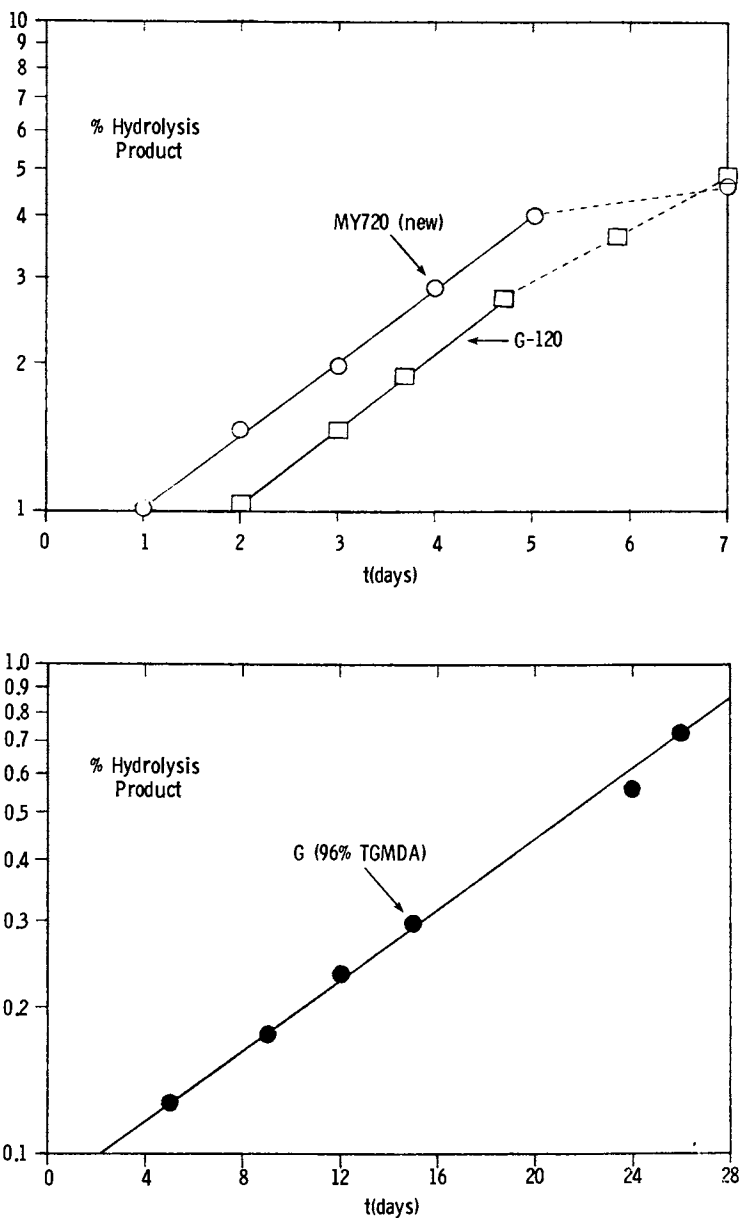 10
9
8
7
6
5
4
3
2
1
% Hydrolysis
Product
MY720 (new)
G-120
0 1 2 3 4 5 6 7
t(days)
1.0
0.9
0.8
0.7
0.6
0.5
0.4
0.3
0.2
0.1
% Hydrolysis
Product
G (96% TGMDA)
0 4 8 12 16 20 24 28
t(days)